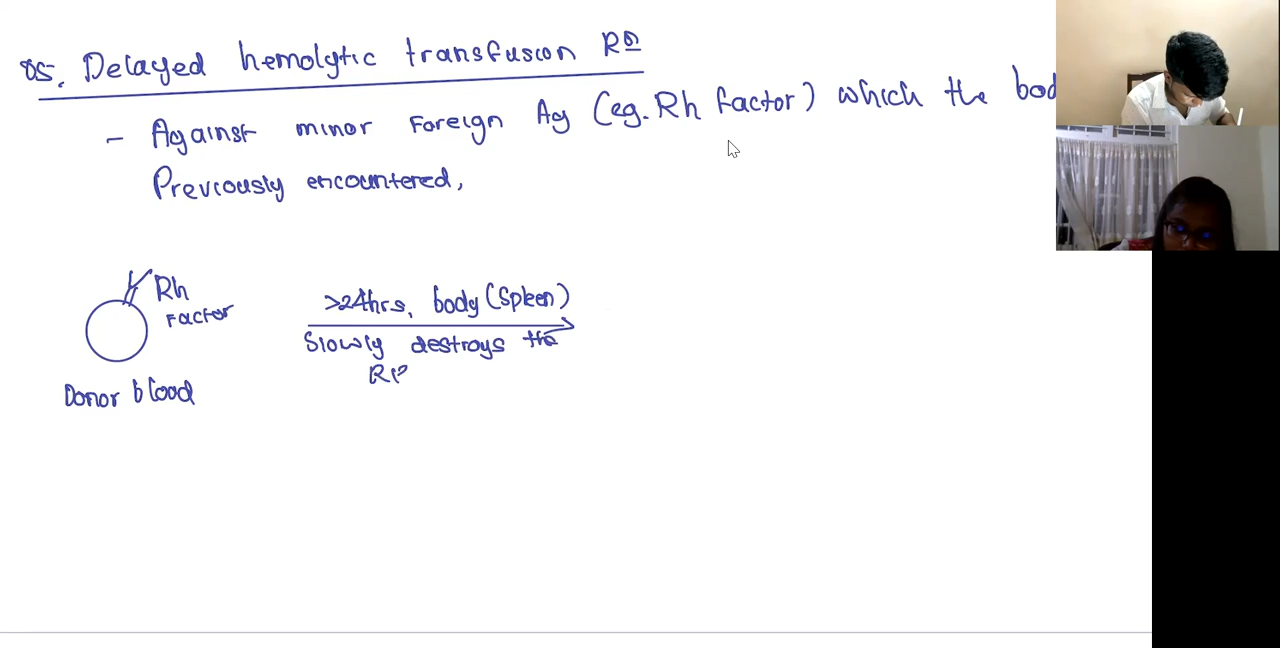 05. Delayed hemolytic transfusion Rn
- Against minor foreign Ag (eg. Rh factor) which the bod
Previously encountered,
Rh
Factor
Donor blood
>24hrs, body (Spleen)
Slowly destroys the